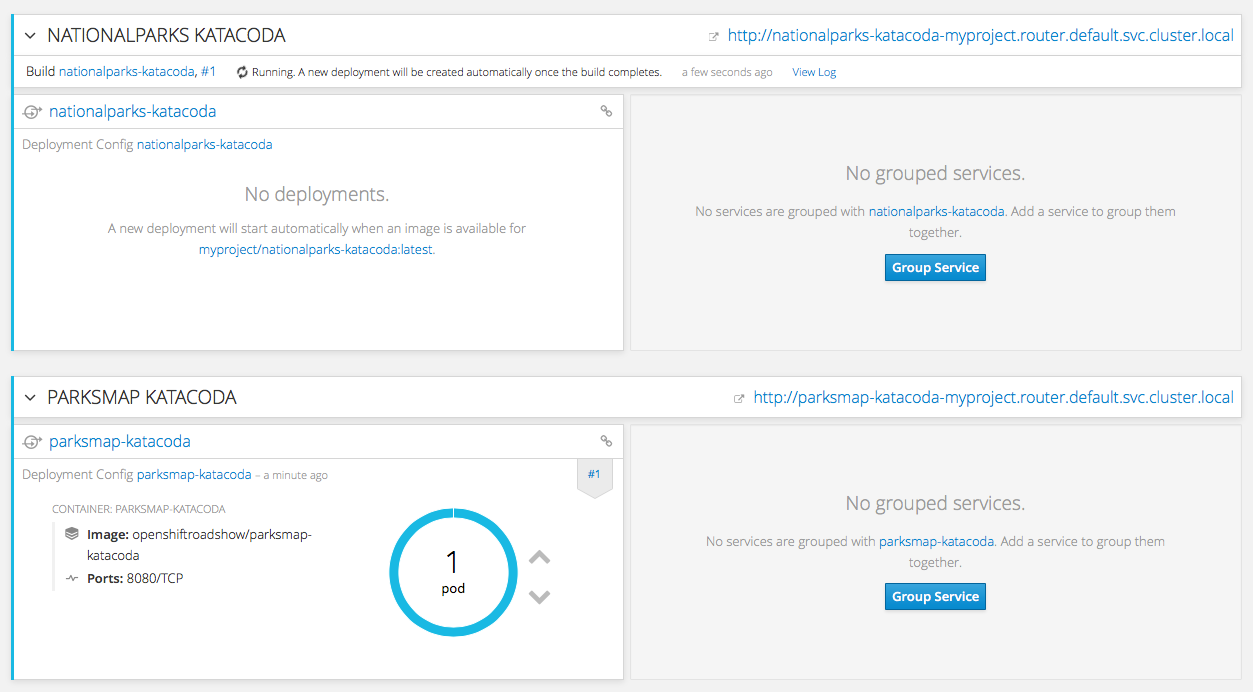 NATIONALPARKS KATACODA
http://nationalparks-katacoda-myproject.router.default.svc.cluster.local
Build nationalparks-katacoda, #1 Running. A new deployment will be created automatically once the build completes. a few seconds ago View Log
nationalparks-katacoda
Deployment Config nationalparks-katacoda
No deployments.
A new deployment will start automatically when an image is available for
myproject/nationalparks-katacoda:latest.
No grouped services.
No services are grouped with nationalparks-katacoda. Add a service to group them
together.
Group Service
PARKSMAP KATACODA
http://parksmap-katacoda-myproject.router.default.svc.cluster.local
parksmap-katacoda
Deployment Config parksmap-katacoda – a minute ago
#1
CONTAINER: PARKSMAP-KATACODA
Image: openshiftroadshow/parksmap-
katacoda
Ports: 8080/TCP
1
pod
No grouped services.
No services are grouped with parksmap-katacoda. Add a service to group them
together.
Group Service